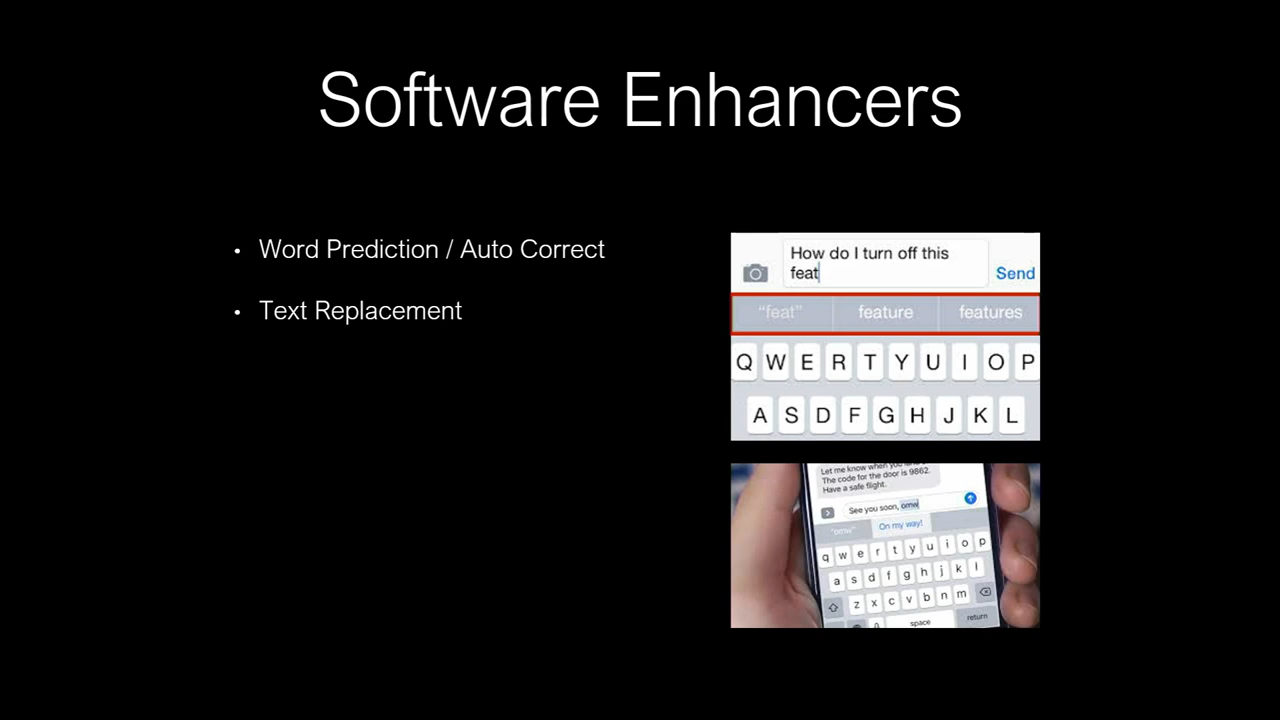 Software Enhancers
• Word Prediction / Auto Correct
• Text Replacement
How do I turn off this
feat
Send
“feat” feature features
Q W E R T Y U I O P
A S D F G H J K L
Let me know when you
The code for the door is 9862.
Have a safe flight.
See you soon, omw
"omw" On my way!
q w e r t y u i o p
a s d f g h j k l
z x c v b n m
space return